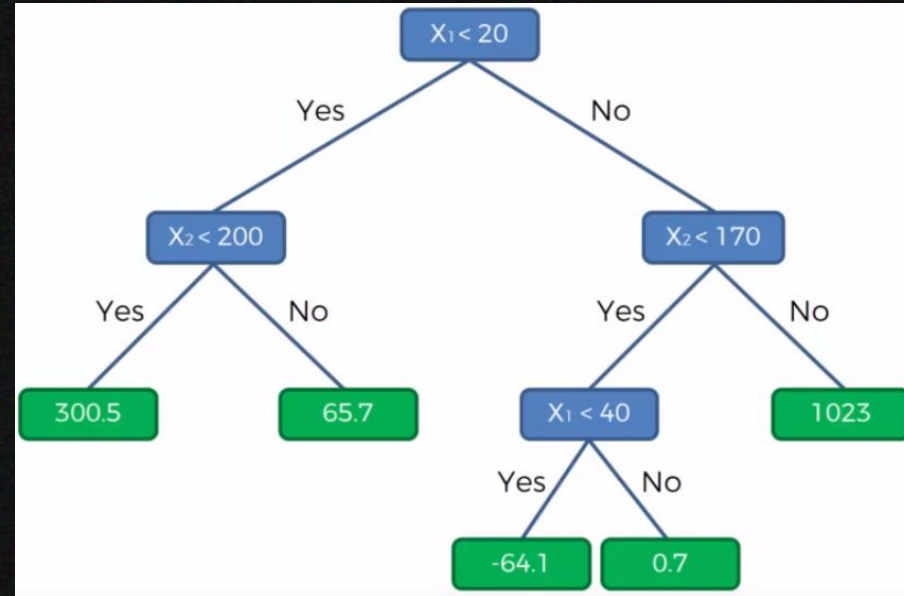 X₁ < 20
Yes
No
X₂ < 200
X₂ < 170
Yes
No
Yes
No
300.5
65.7
X₁ < 40
1023
Yes
No
-64.1
0.7